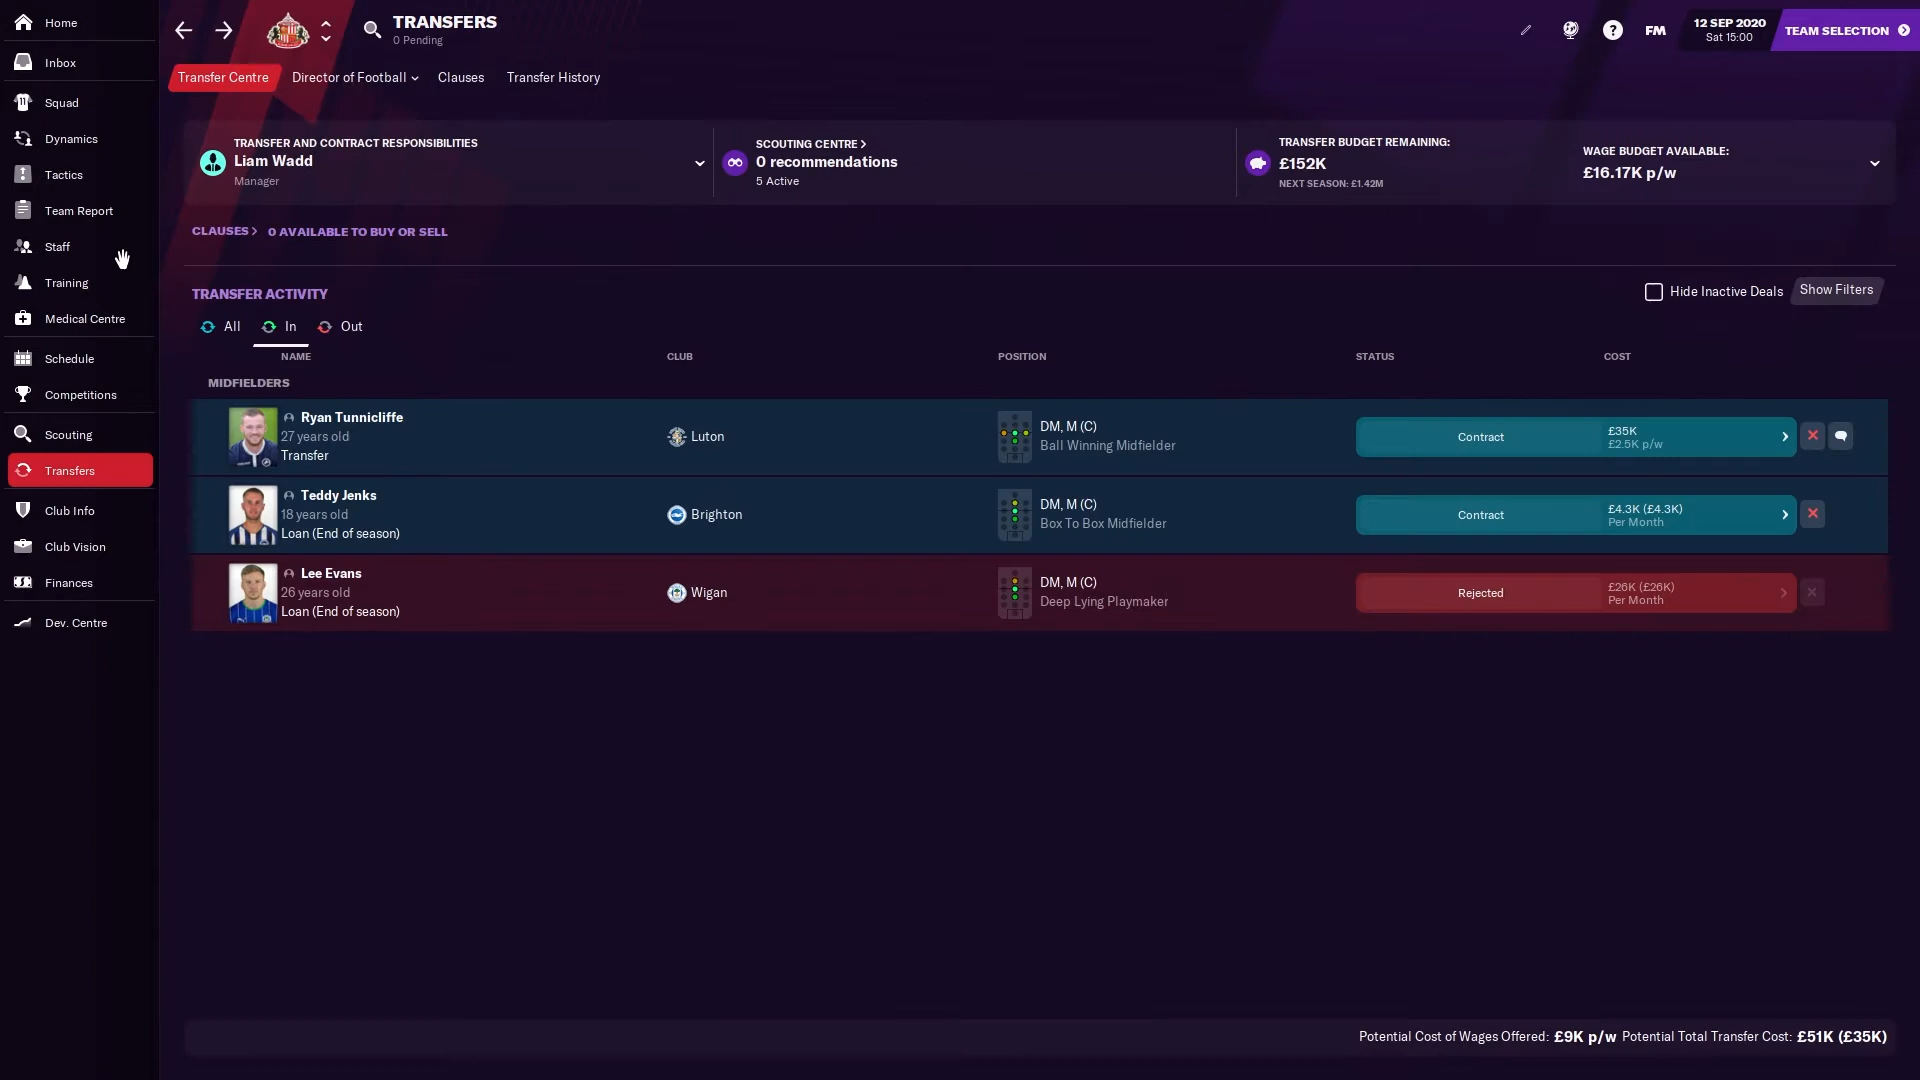 Home
Inbox
Squad
Dynamics
Tactics
Team Report
Staff
Training
Medical Centre
Schedule
Competitions
Scouting
Transfers
Club Info
Club Vision
Finances
Dev. Centre
TRANSFERS
0 Pending
FM
12 SEP 2020
Sat 15:00
TEAM SELECTION
Transfer Centre Director of Football Clauses Transfer History
TRANSFER AND CONTRACT RESPONSIBILITIES
Liam Wadd
Manager
SCOUTING CENTRE >
0 recommendations
5 Active
TRANSFER BUDGET REMAINING:
£152K
NEXT SEASON: £1.42M
WAGE BUDGET AVAILABLE:
£16.17K p/w
CLAUSES > 0 AVAILABLE TO BUY OR SELL
TRANSFER ACTIVITY
Hide Inactive Deals Show Filters
All In Out
NAME CLUB POSITION STATUS COST
MIDFIELDERS
Ryan Tunnicliffe
27 years old
Transfer
Luton
DM, M (C)
Ball Winning Midfielder
Contract
£35K
£2.5K p/w
Teddy Jenks
18 years old
Loan (End of season)
Brighton
DM, M (C)
Box To Box Midfielder
Contract
£4.3K (£4.3K)
Per Month
Lee Evans
26 years old
Loan (End of season)
Wigan
DM, M (C)
Deep Lying Playmaker
Rejected
£26K (£26K)
Per Month
Potential Cost of Wages Offered: £9K p/w Potential Total Transfer Cost: £51K (£35K)